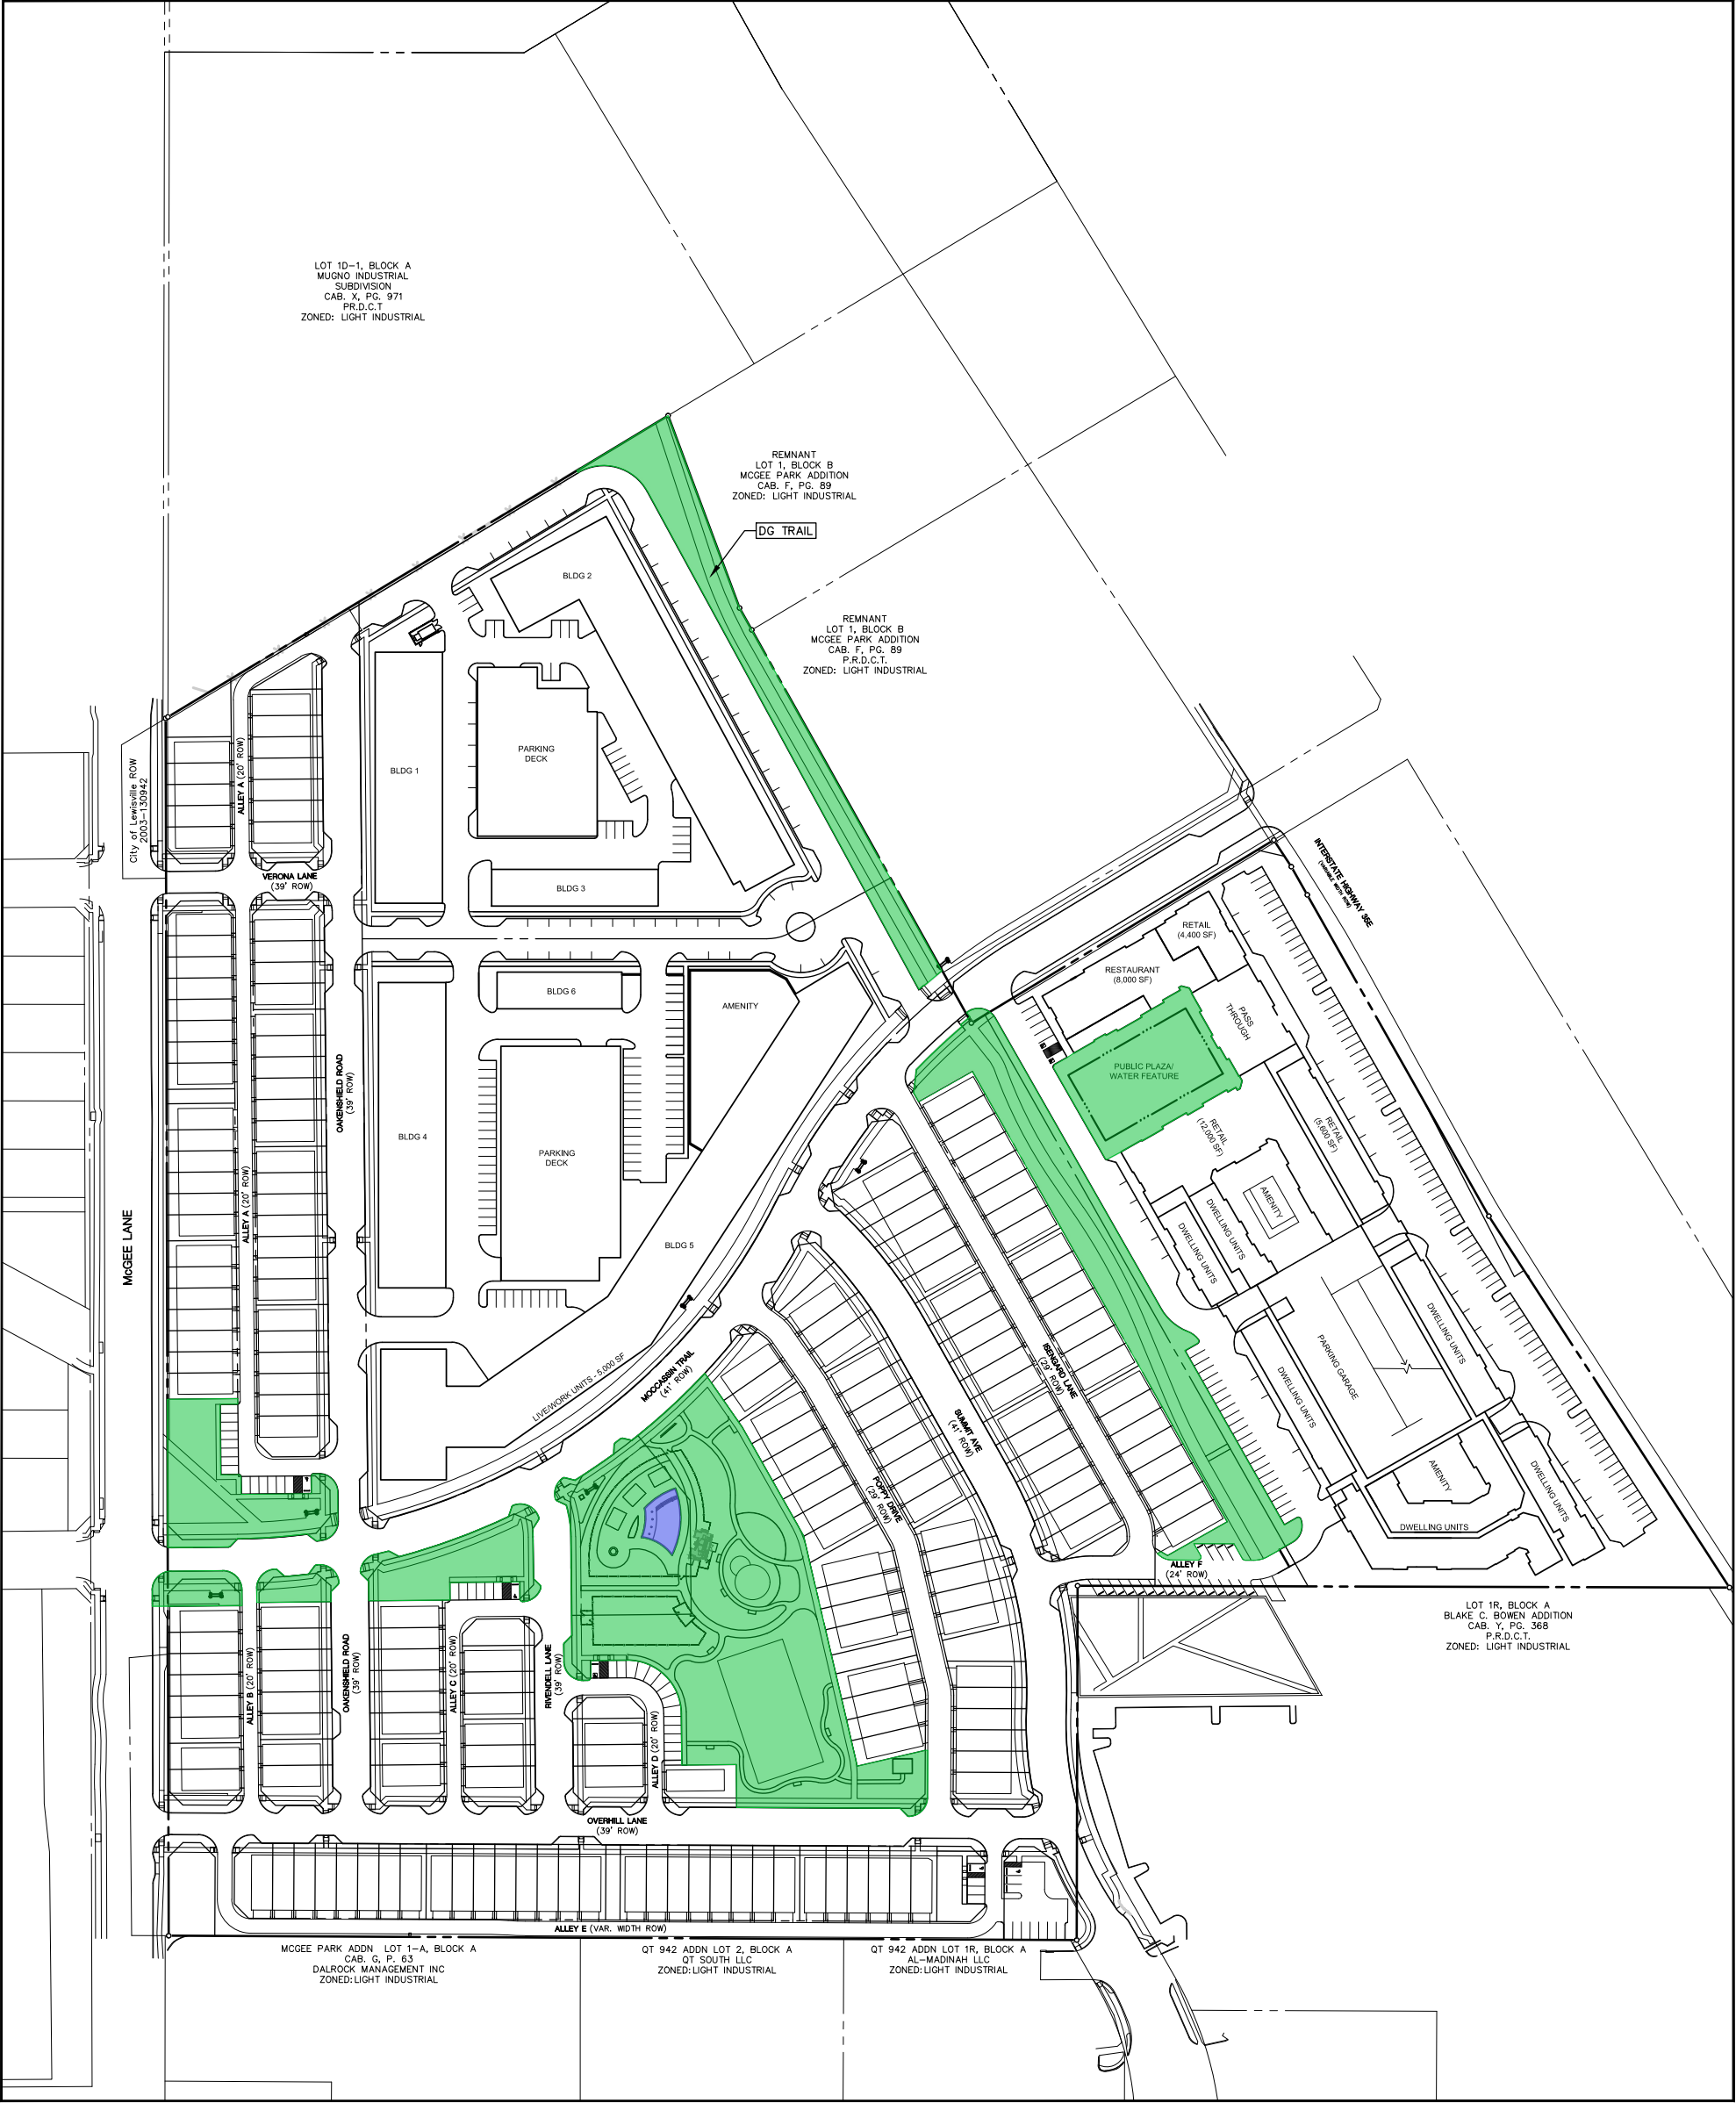 LOT 1D-1, BLOCK A
MUGNO INDUSTRIAL
SUBDIVISION
CAB. X, PG. 971
PR.D.C.T
ZONED: LIGHT INDUSTRIAL
REMNANT
LOT 1, BLOCK B
MCGEE PARK ADDITION
CAB. F, PG. 89
ZONED: LIGHT INDUSTRIAL
DG TRAIL
REMNANT
LOT 1, BLOCK B
MCGEE PARK ADDITION
CAB. F, PG. 89
P.R.D.C.T.
ZONED: LIGHT INDUSTRIAL
BLDG 2
PARKING
DECK
BLDG 1
BLDG 3
City of Lewisville ROW
2003-130942
ALLEY A (20' ROW)
VERONA LANE
(39' ROW)
INTERSTATE HIGHWAY 35E
(VARIABLE WIDTH ROW)
RETAIL
(4,400 SF)
RESTAURANT
(8,000 SF)
PASS
THROUGH
PUBLIC PLAZA/
WATER FEATURE
RETAIL
(12,000 SF)
RETAIL
(5,600 SF)
BLDG 6
AMENITY
OAKENSHIELD ROAD
(39' ROW)
BLDG 4
PARKING
DECK
BLDG 5
ALLEY A (20' ROW)
McGEE LANE
AMENITY
DWELLING UNITS
DWELLING UNITS
DWELLING UNITS
PARKING GARAGE
DWELLING UNITS
AMENITY
DWELLING UNITS
DWELLING UNITS
LIVE/WORK UNITS - 5,000 SF
MOCCASSIN TRAIL
(41' ROW)
ISENGARD LANE
(29' ROW)
SUMMIT AVE
(41' ROW)
POPPY DRIVE
(29' ROW)
ALLEY F
(24' ROW)
LOT 1R, BLOCK A
BLAKE C. BOWEN ADDITION
CAB. Y, PG. 368
P.R.D.C.T.
ZONED: LIGHT INDUSTRIAL
ALLEY B (20' ROW)
OAKENSHIELD ROAD
(39' ROW)
ALLEY C (20' ROW)
RIVENDELL LANE
(39' ROW)
ALLEY D (20' ROW)
OVERHILL LANE
(39' ROW)
ALLEY E (VAR. WIDTH ROW)
MCGEE PARK ADDN LOT 1-A, BLOCK A
CAB. G, P. 63
DALROCK MANAGEMENT INC
ZONED: LIGHT INDUSTRIAL
QT 942 ADDN LOT 2, BLOCK A
QT SOUTH LLC
ZONED: LIGHT INDUSTRIAL
QT 942 ADDN LOT 1R, BLOCK A
AL-MADINAH LLC
ZONED: LIGHT INDUSTRIAL